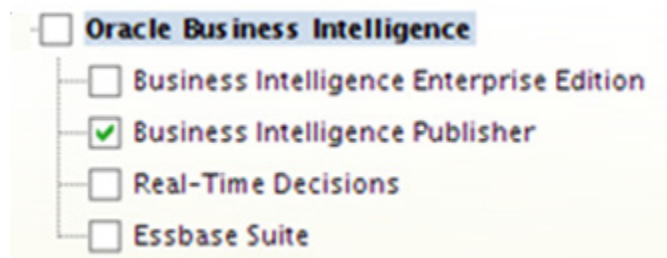 Oracle Business Intelligence
Business Intelligence Enterprise Edition
Business Intelligence Publisher
Real-Time Decisions
Essbase Suite